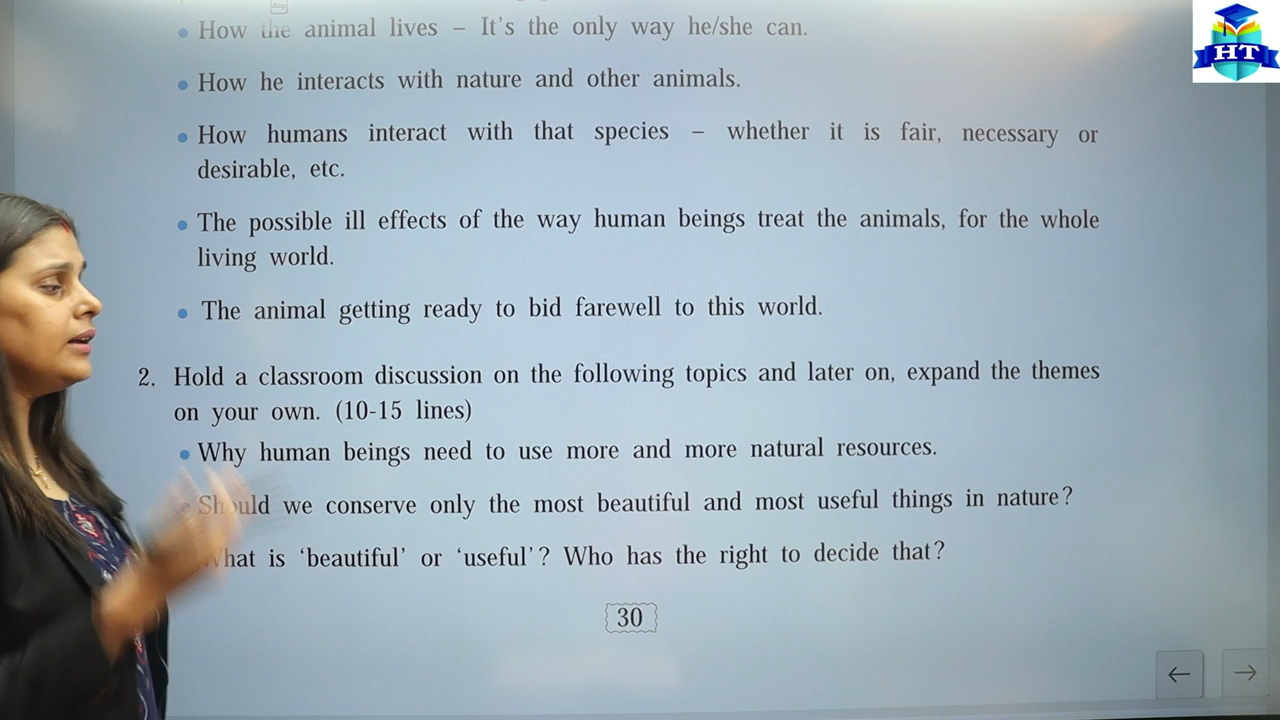 How the animal lives – It's the only way he/she can.
How he interacts with nature and other animals.
How humans interact with that species – whether it is fair, necessary or
desirable, etc.
The possible ill effects of the way human beings treat the animals, for the whole
living world.
The animal getting ready to bid farewell to this world.
2. Hold a classroom discussion on the following topics and later on, expand the themes
on your own. (10-15 lines)
Why human beings need to use more and more natural resources.
Should we conserve only the most beautiful and most useful things in nature?
What is 'beautiful' or 'useful'? Who has the right to decide that?
30
HT